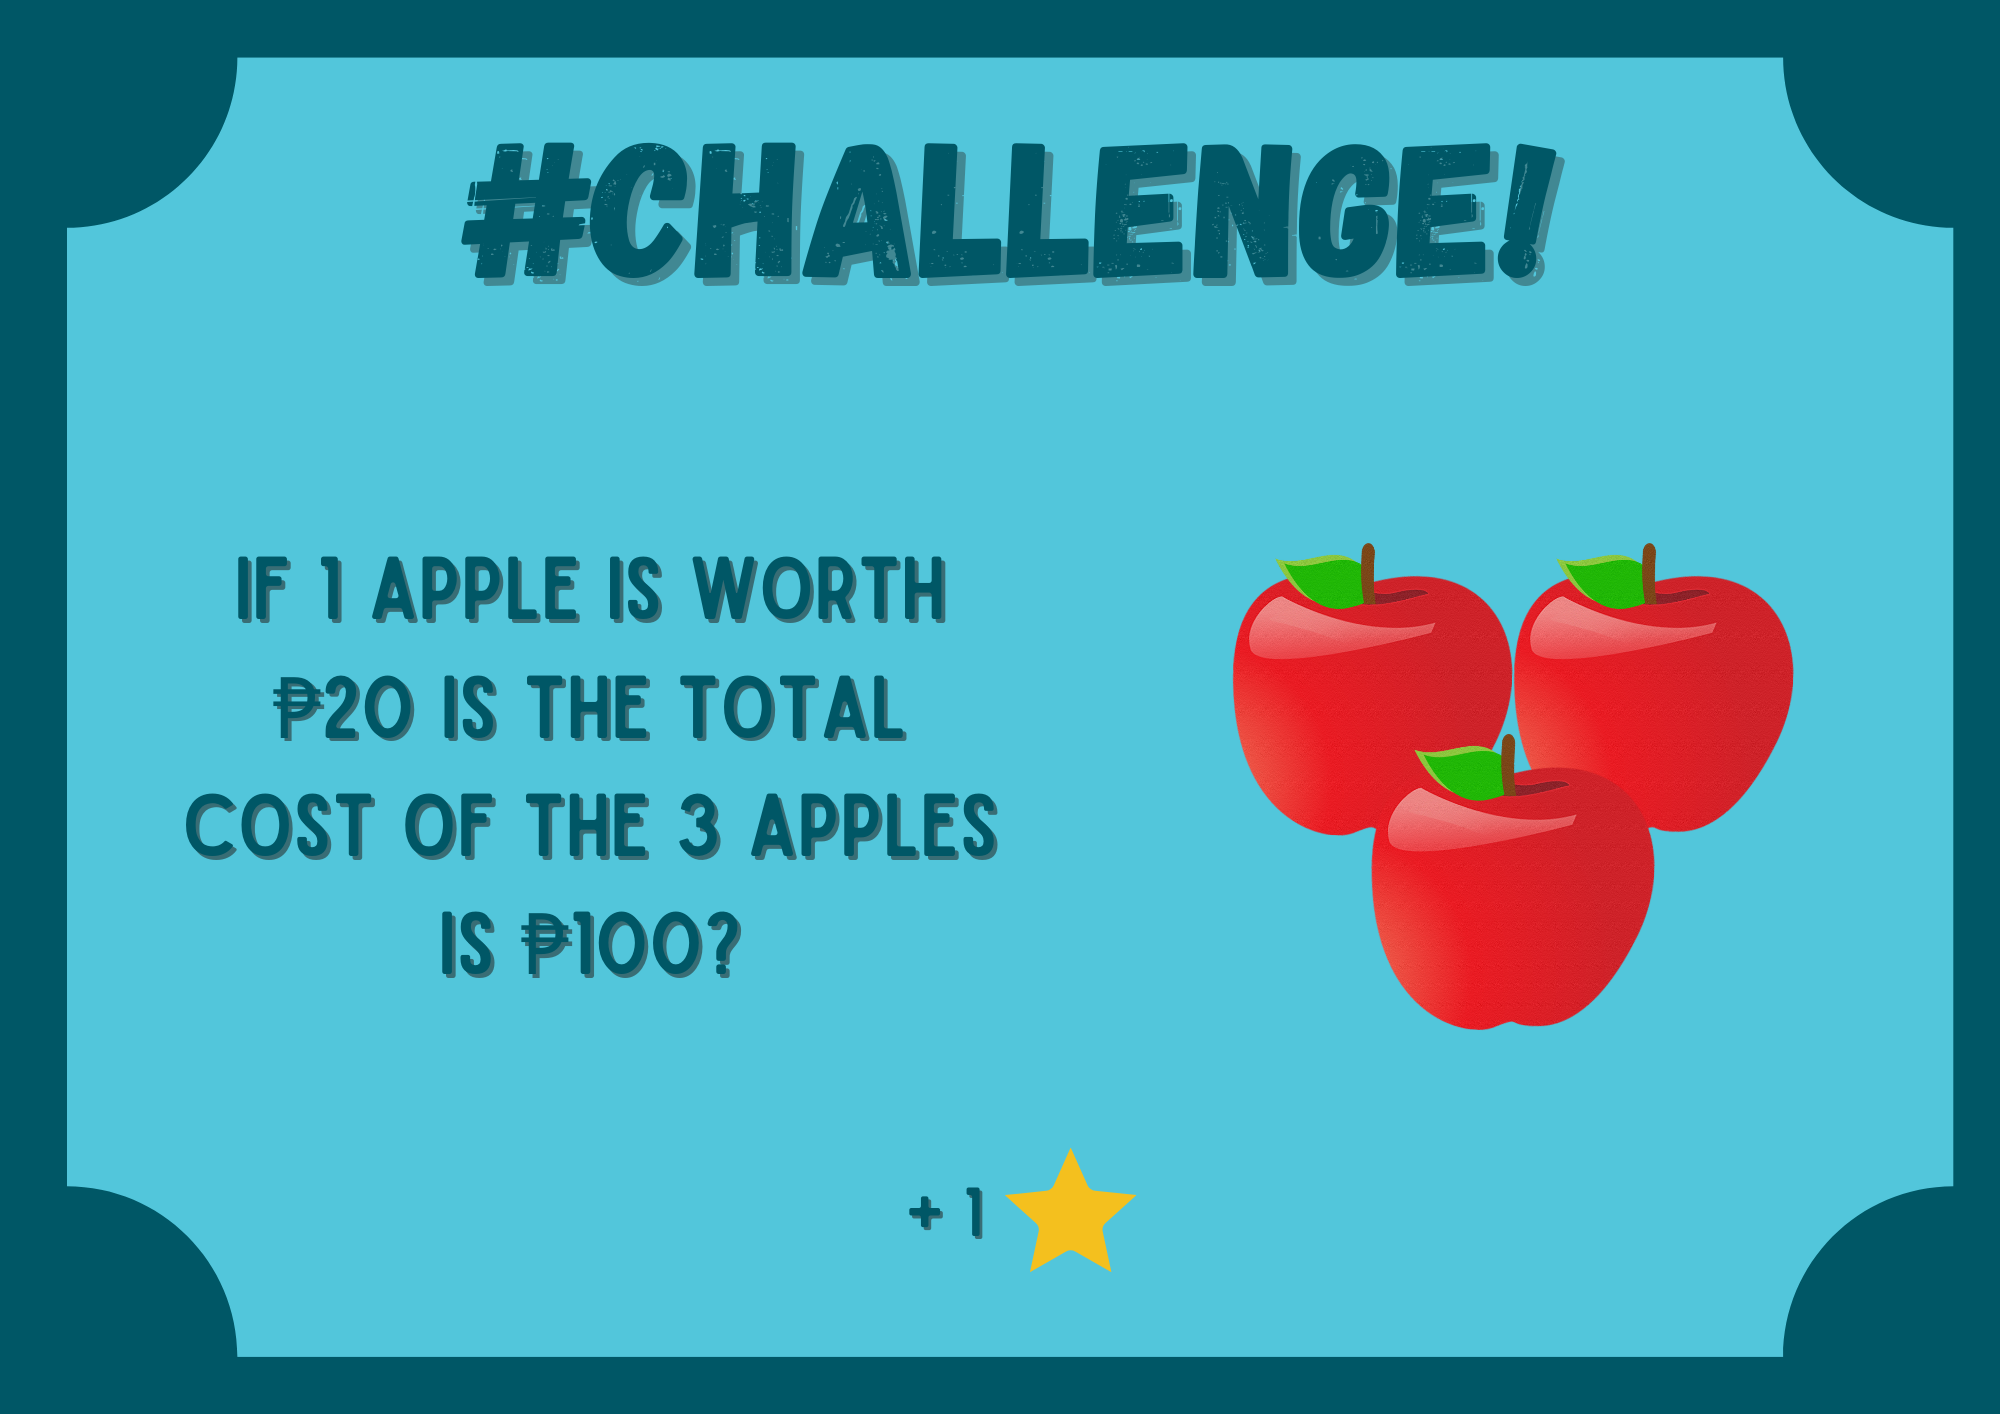 #CHALLENGE!
IF 1 APPLE IS WORTH
₱20 IS THE TOTAL
COST OF THE 3 APPLES
IS ₱100?
+ 1